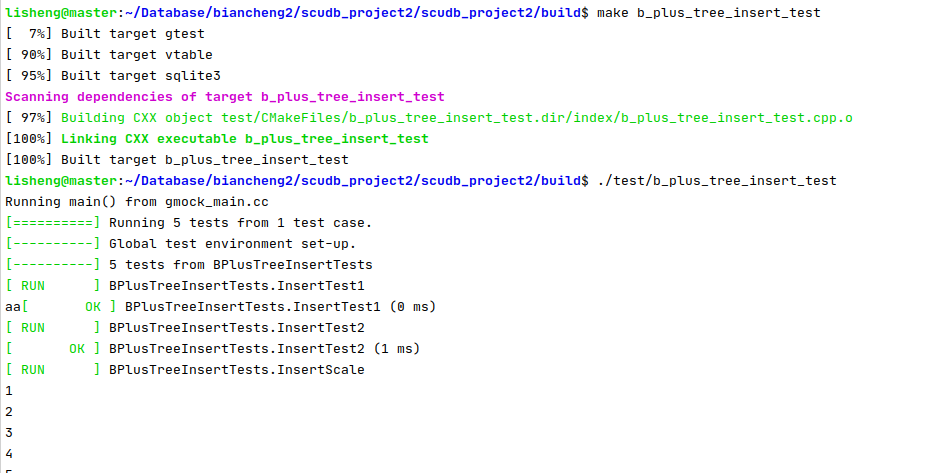 lisheng@master:~/Database/biancheng2/scudb_project2/scudb_project2/build$ make b_plus_tree_insert_test
[  7%] Built target gtest
[ 90%] Built target vtable
[ 95%] Built target sqlite3
Scanning dependencies of target b_plus_tree_insert_test
[ 97%] Building CXX object test/CMakeFiles/b_plus_tree_insert_test.dir/index/b_plus_tree_insert_test.cpp.o
[100%] Linking CXX executable b_plus_tree_insert_test
[100%] Built target b_plus_tree_insert_test
lisheng@master:~/Database/biancheng2/scudb_project2/scudb_project2/build$ ./test/b_plus_tree_insert_test
Running main() from gmock_main.cc
[==========] Running 5 tests from 1 test case.
[----------] Global test environment set-up.
[----------] 5 tests from BPlusTreeInsertTests
[ RUN      ] BPlusTreeInsertTests.InsertTest1
aa[       OK ] BPlusTreeInsertTests.InsertTest1 (0 ms)
[ RUN      ] BPlusTreeInsertTests.InsertTest2
[       OK ] BPlusTreeInsertTests.InsertTest2 (1 ms)
[ RUN      ] BPlusTreeInsertTests.InsertScale
1
2
3
4